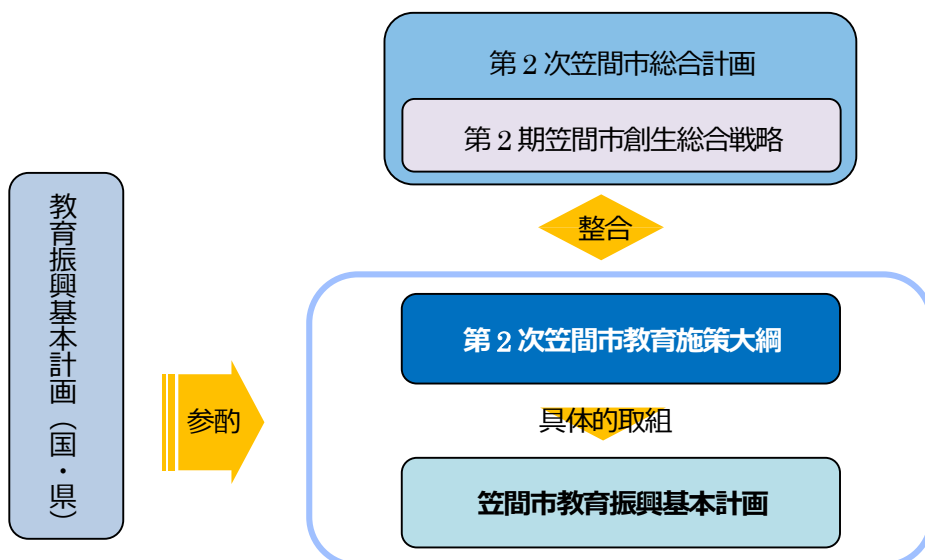 第２次笠間市総合計画
第２期笠間市創生総合戦略
整合
教育振興基本計画（国・県）
参酌
第２次笠間市教育施策大綱
具体的取組
笠間市教育振興基本計画